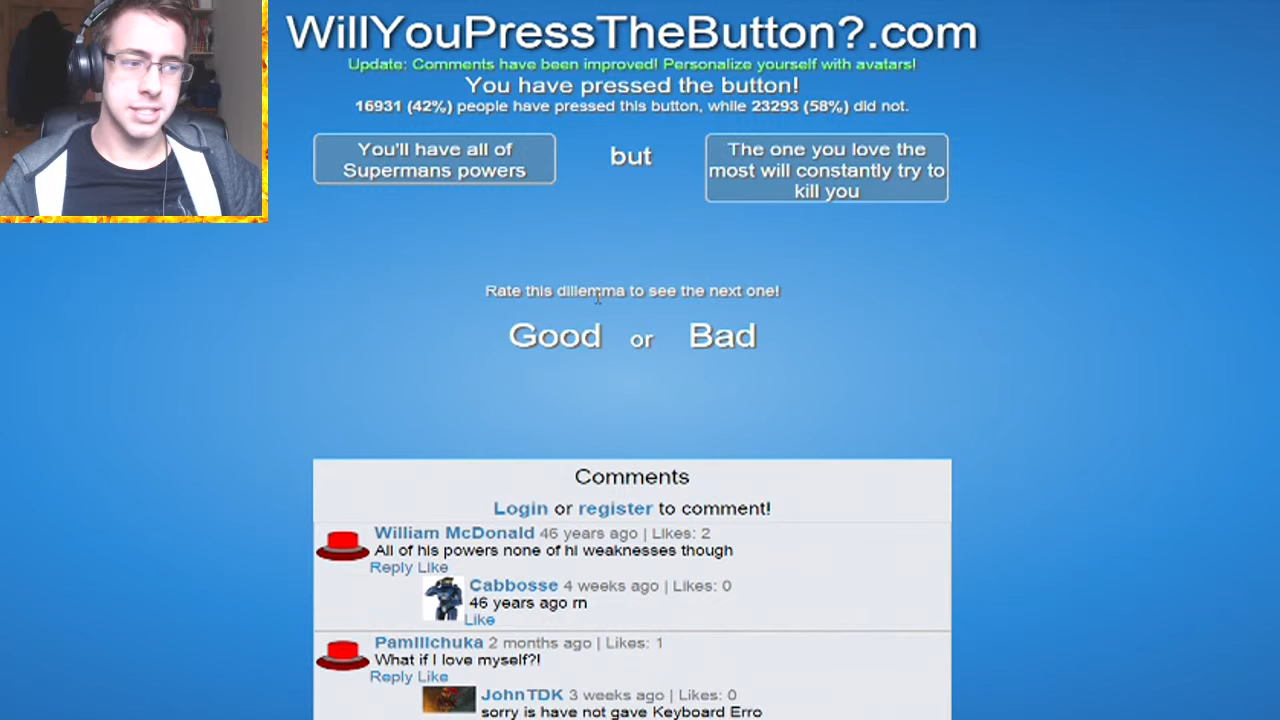 WillYouPressTheButton?.com
Update: Comments have been improved! Personalize yourself with avatars!
You have pressed the button!
16931 (42%) people have pressed this button, while 23293 (58%) did not.
You'll have all of
Supermans powers
but
The one you love the
most will constantly try to
kill you
Rate this dillemma to see the next one!
Good or Bad
Comments
Login or register to comment!
William McDonald 46 years ago | Likes: 2
All of his powers none of hi weaknesses though
Reply Like
Cabbosse 4 weeks ago | Likes: 0
46 years ago rn
Like
Pamllichuka 2 months ago | Likes: 1
What if I love myself?!
Reply Like
JohnTDK 3 weeks ago | Likes: 0
sorry is have not gave Keyboard Erro